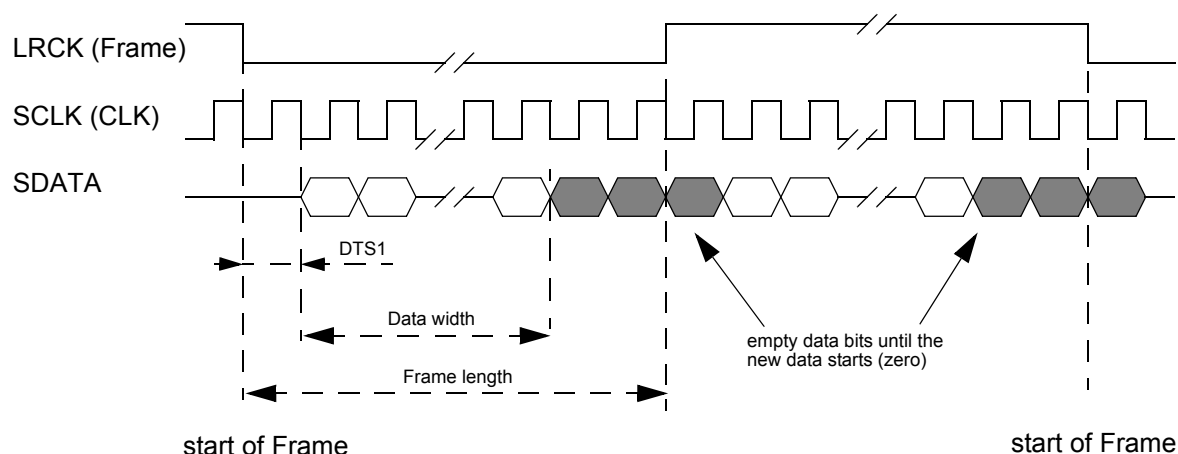 LRCK (Frame)
SCLK (CLK)
SDATA
DTS1
Data width
empty data bits until the
new data starts (zero)
Frame length
start of Frame
start of Frame